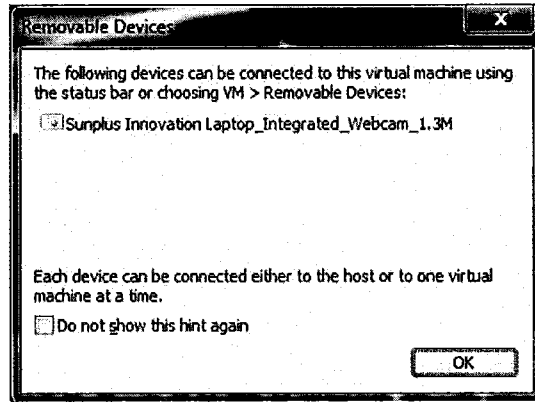 Removable Devices
The following devices can be connected to this virtual machine using
the status bar or choosing VM > Removable Devices:
Sunplus Innovation Laptop_Integrated_Webcam_1.3M
Each device can be connected either to the host or to one virtual
machine at a time.
Do not show this hint again
OK